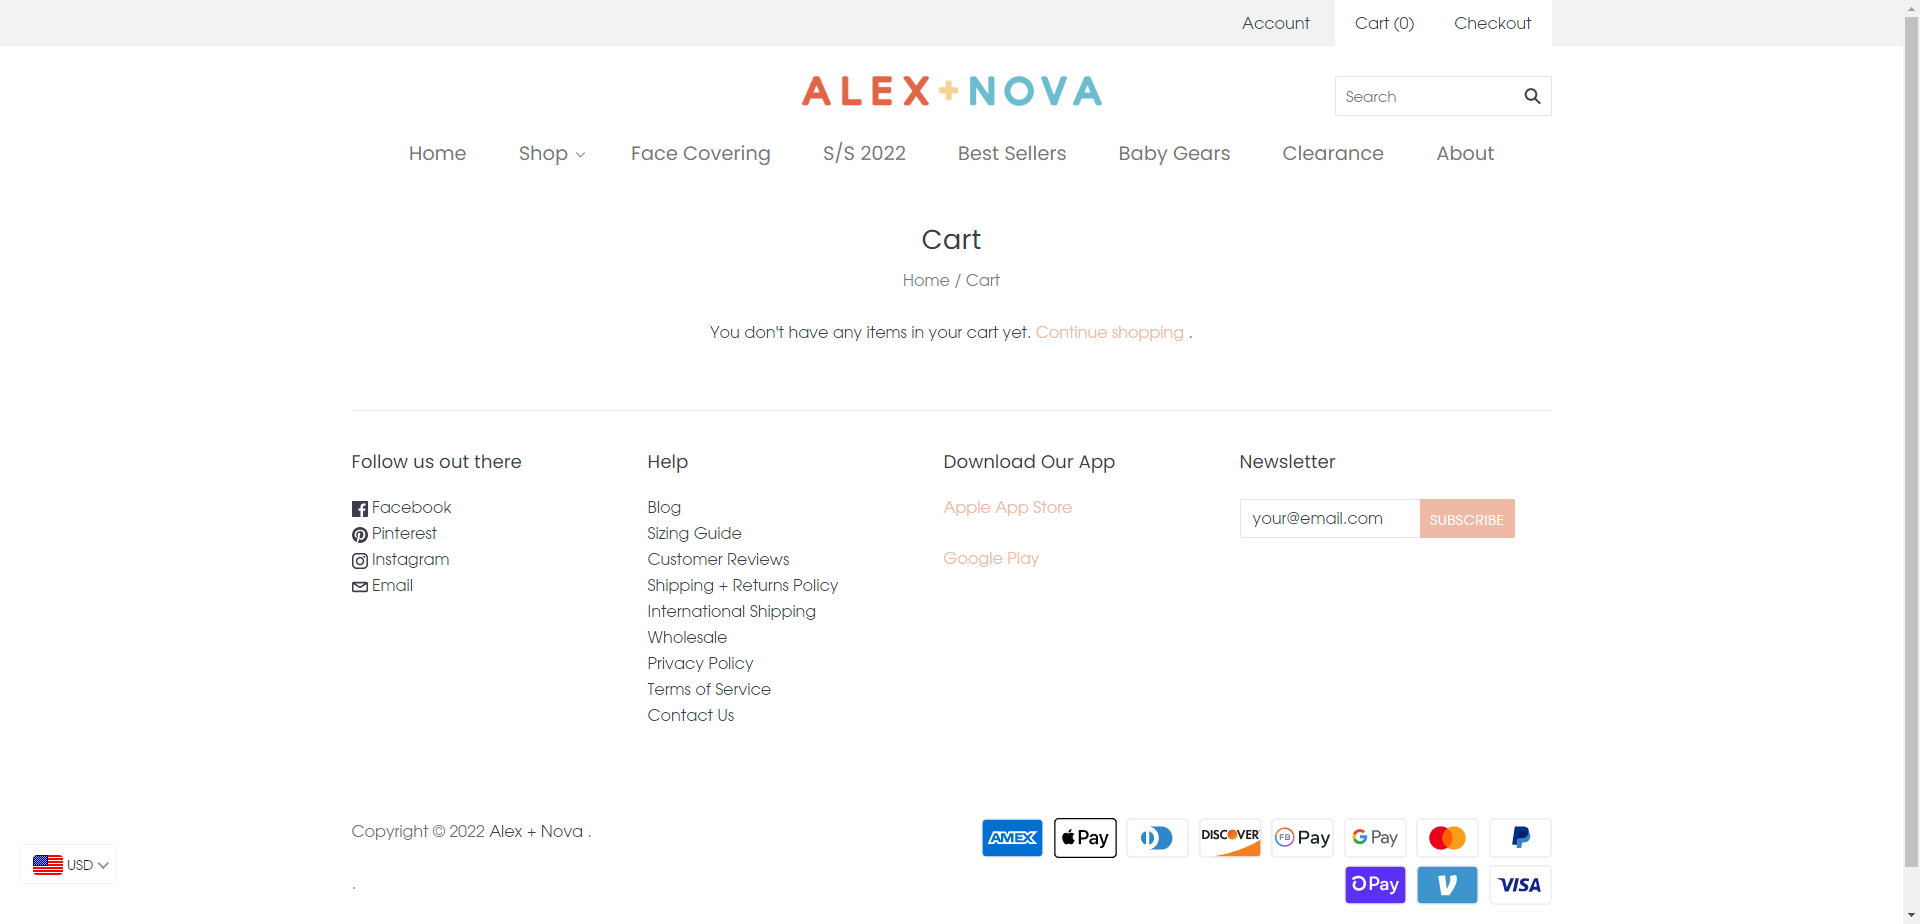 Account
Cart (0)
Checkout
ALEX+NOVA
Search
Home
Shop
Face Covering
S/S 2022
Best Sellers
Baby Gears
Clearance
About
Cart
Home / Cart
You don't have any items in your cart yet. Continue shopping .
Follow us out there
Facebook
Pinterest
Instagram
Email
Help
Blog
Sizing Guide
Customer Reviews
Shipping + Returns Policy
International Shipping
Wholesale
Privacy Policy
Terms of Service
Contact Us
Download Our App
Apple App Store
Google Play
Newsletter
your@email.com
SUBSCRIBE
Copyright © 2022 Alex + Nova .
AMEX
Pay
DISCOVER
FB Pay
G Pay
Pay
V
VISA
USD
.